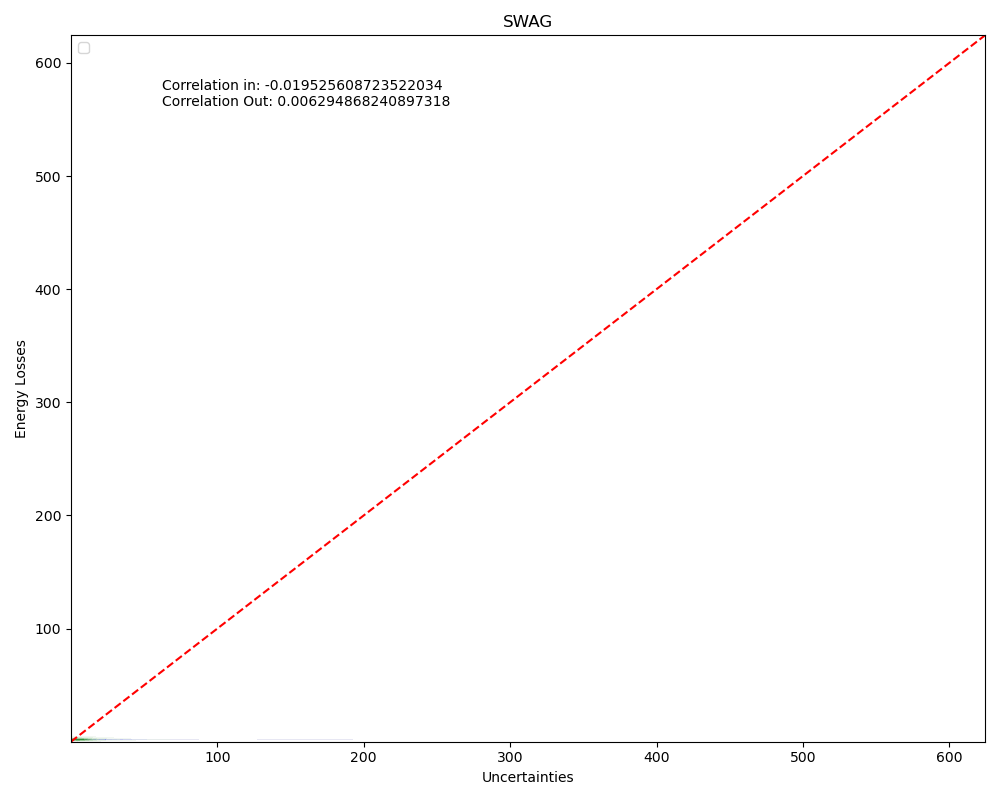 SWAG
Correlation in: -0.019525608723522034
Correlation Out: 0.006294868240897318
600
500
400
300
200
100
Energy Losses
100 200 300 400 500 600
Uncertainties